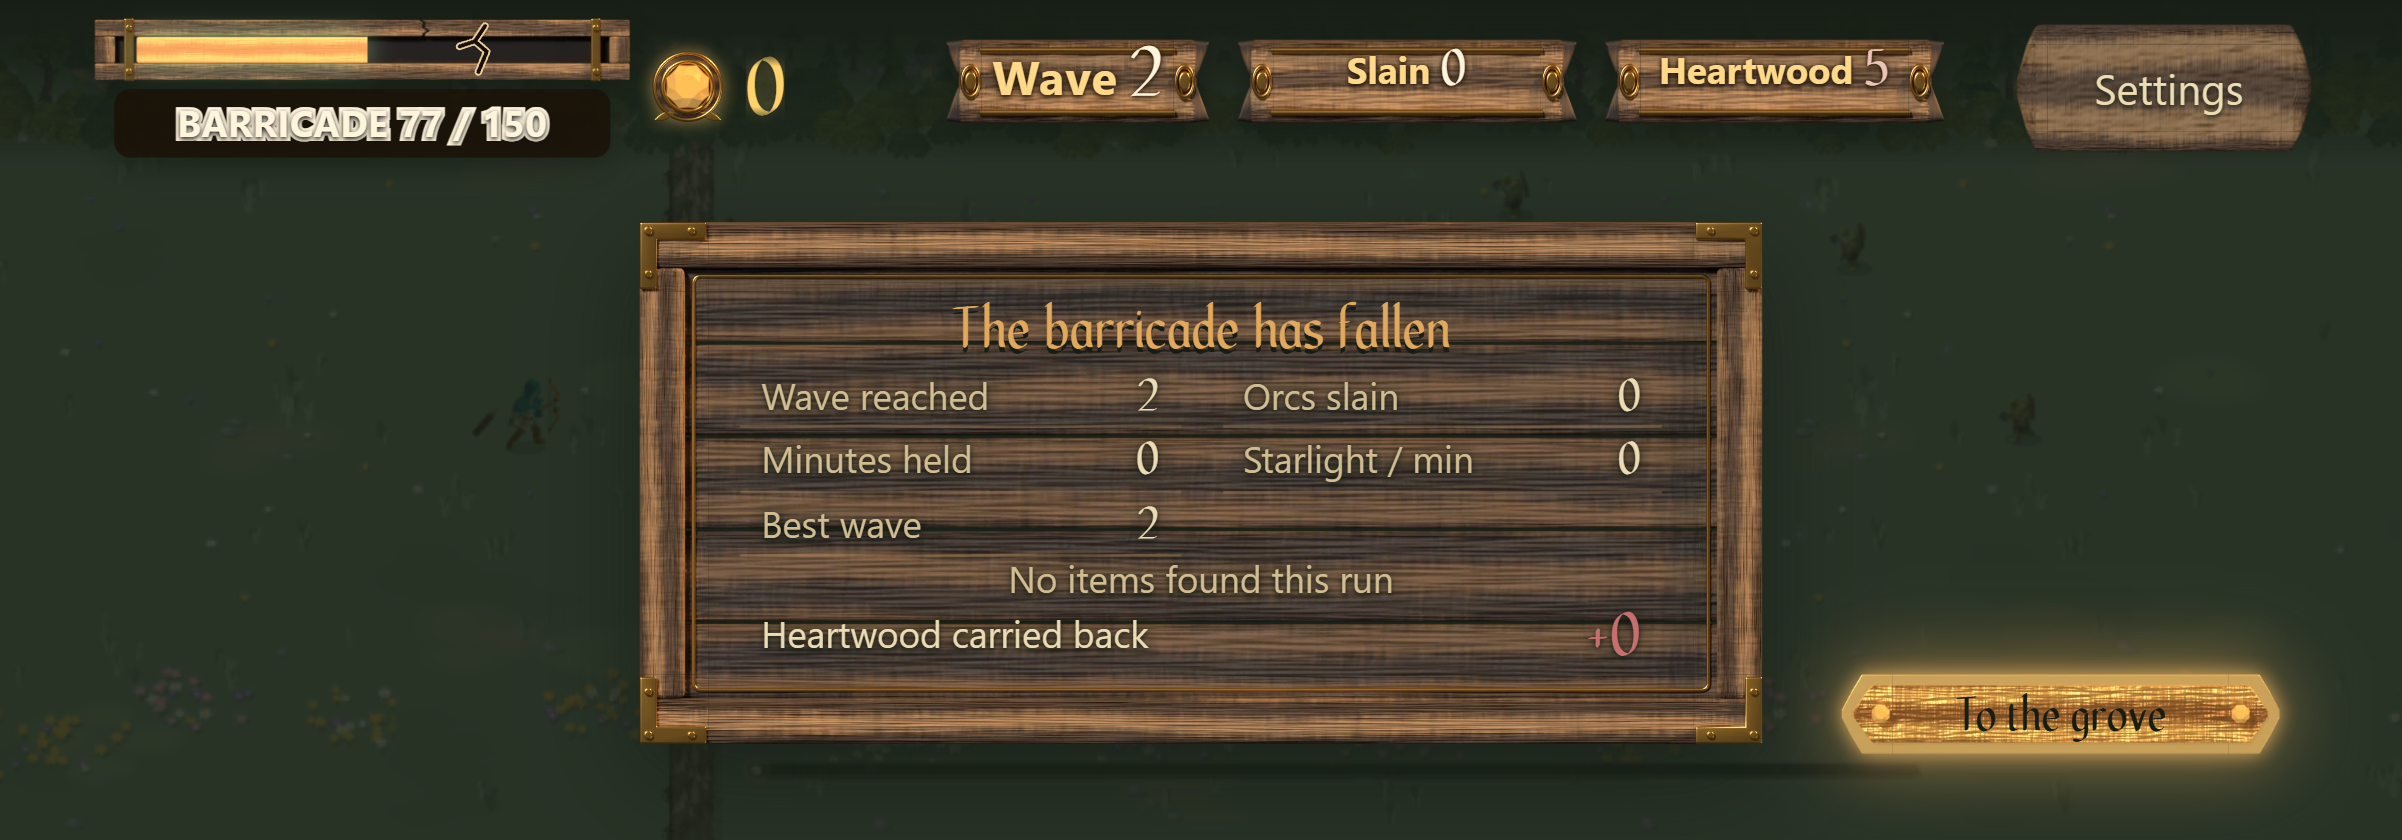 BARRICADE 77 / 150
0
Wave 2
Slain 0
Heartwood 5
Settings
The barricade has fallen
Wave reached 2
Orcs slain 0
Minutes held 0
Starlight / min 0
Best wave 2
No items found this run
Heartwood carried back +0
To the grove